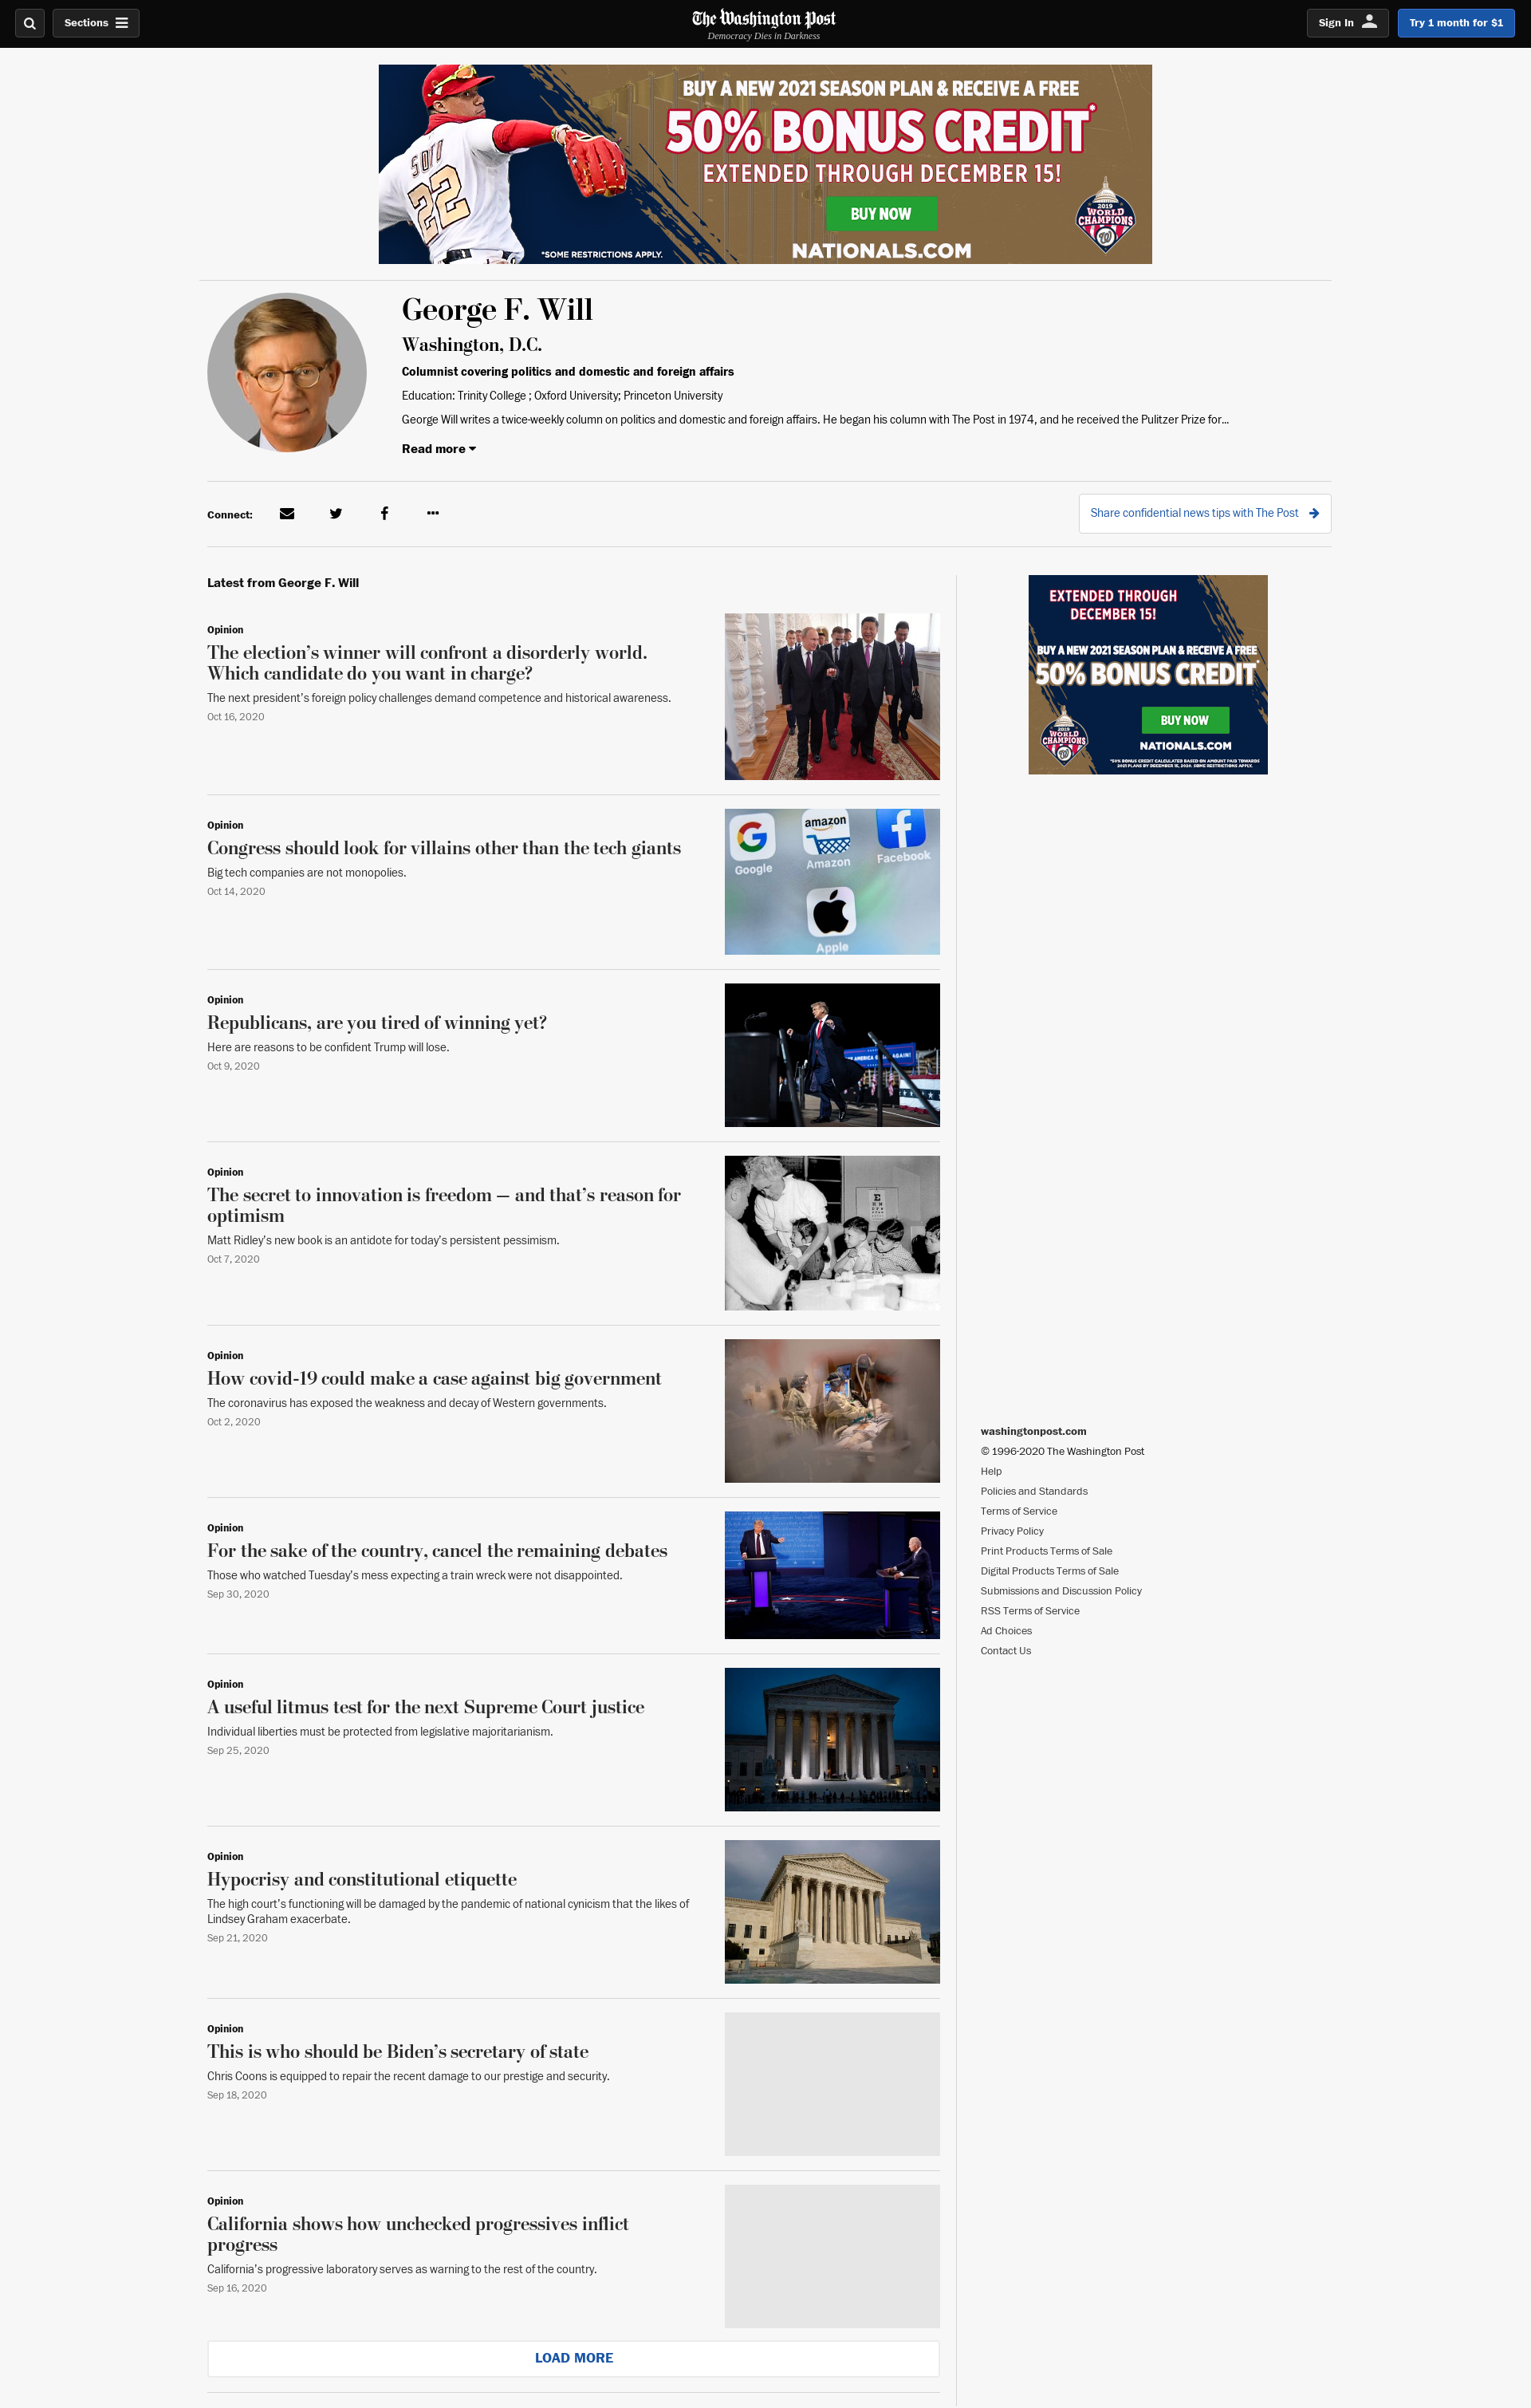 Sections
The Washington Post
Democracy Dies in Darkness
Sign In
Try 1 month for $1
BUY A NEW 2021 SEASON PLAN & RECEIVE A FREE
50% BONUS CREDIT*
EXTENDED THROUGH DECEMBER 15!
BUY NOW
*SOME RESTRICTIONS APPLY.
NATIONALS.COM
2019
WORLD
CHAMPIONS
W
SOTO
22
George F. Will
Washington, D.C.
Columnist covering politics and domestic and foreign affairs
Education: Trinity College ; Oxford University; Princeton University
George Will writes a twice-weekly column on politics and domestic and foreign affairs. He began his column with The Post in 1974, and he received the Pulitzer Prize for...
Read more
Connect:
Share confidential news tips with The Post
Latest from George F. Will
Opinion
The election’s winner will confront a disorderly world.
Which candidate do you want in charge?
The next president’s foreign policy challenges demand competence and historical awareness.
Oct 16, 2020
Opinion
Congress should look for villains other than the tech giants
Big tech companies are not monopolies.
Oct 14, 2020
G
Google
amazon
Amazon
f
Facebook
Apple
Opinion
Republicans, are you tired of winning yet?
Here are reasons to be confident Trump will lose.
Oct 9, 2020
AMERICA GREAT AGAIN!
Opinion
The secret to innovation is freedom — and that’s reason for
optimism
Matt Ridley’s new book is an antidote for today’s persistent pessimism.
Oct 7, 2020
E
Opinion
How covid-19 could make a case against big government
The coronavirus has exposed the weakness and decay of Western governments.
Oct 2, 2020
Opinion
For the sake of the country, cancel the remaining debates
Those who watched Tuesday’s mess expecting a train wreck were not disappointed.
Sep 30, 2020
Opinion
A useful litmus test for the next Supreme Court justice
Individual liberties must be protected from legislative majoritarianism.
Sep 25, 2020
Opinion
Hypocrisy and constitutional etiquette
The high court’s functioning will be damaged by the pandemic of national cynicism that the likes of
Lindsey Graham exacerbate.
Sep 21, 2020
Opinion
This is who should be Biden’s secretary of state
Chris Coons is equipped to repair the recent damage to our prestige and security.
Sep 18, 2020
Opinion
California shows how unchecked progressives inflict
progress
California’s progressive laboratory serves as warning to the rest of the country.
Sep 16, 2020
LOAD MORE
EXTENDED THROUGH
DECEMBER 15!
BUY A NEW 2021 SEASON PLAN & RECEIVE A FREE
50% BONUS CREDIT*
BUY NOW
2019
WORLD
CHAMPIONS
W
NATIONALS.COM
*50% BONUS CREDIT CALCULATED BASED ON AMOUNT PAID TOWARDS
2021 PLANS BY DECEMBER 15, 2020. SOME RESTRICTIONS APPLY.
washingtonpost.com
© 1996-2020 The Washington Post
Help
Policies and Standards
Terms of Service
Privacy Policy
Print Products Terms of Sale
Digital Products Terms of Sale
Submissions and Discussion Policy
RSS Terms of Service
Ad Choices
Contact Us